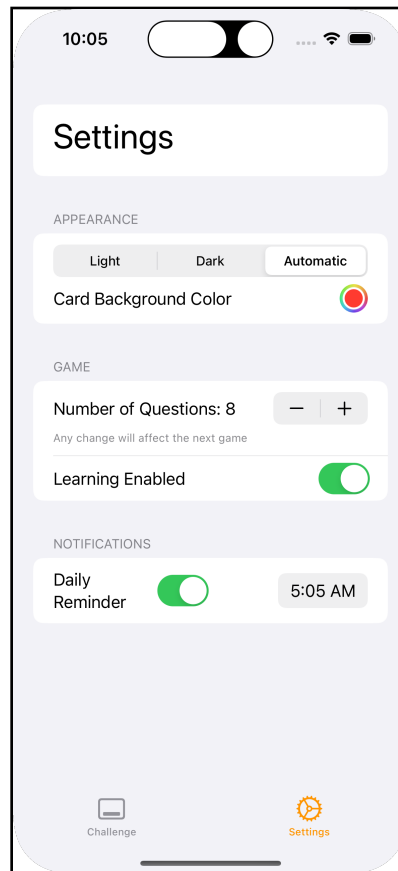 10:05
Settings
APPEARANCE
Light Dark Automatic
Card Background Color
GAME
Number of Questions: 8
Any change will affect the next game
Learning Enabled
NOTIFICATIONS
Daily
Reminder
5:05 AM
Challenge Settings